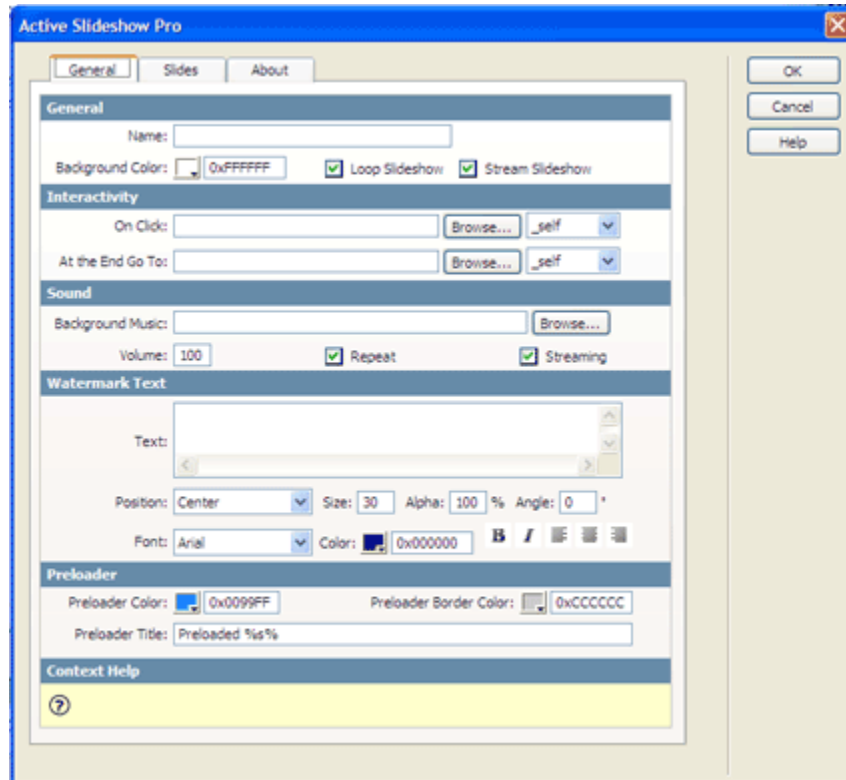 Active Slideshow Pro
General Slides About
OK
Cancel
Help
General
Name:
Background Color: 0xFFFFFF Loop Slideshow Stream Slideshow
Interactivity
On Click: Browse... _self
At the End Go To: Browse... _self
Sound
Background Music: Browse...
Volume: 100 Repeat Streaming
Watermark Text
Text:
Position: Center Size: 30 Alpha: 100 % Angle: 0 °
Font: Arial Color: 0x000000 B I
Preloader
Preloader Color: 0x0099FF Preloader Border Color: 0xCCCCCC
Preloader Title: Preloaded %s%
Context Help
?